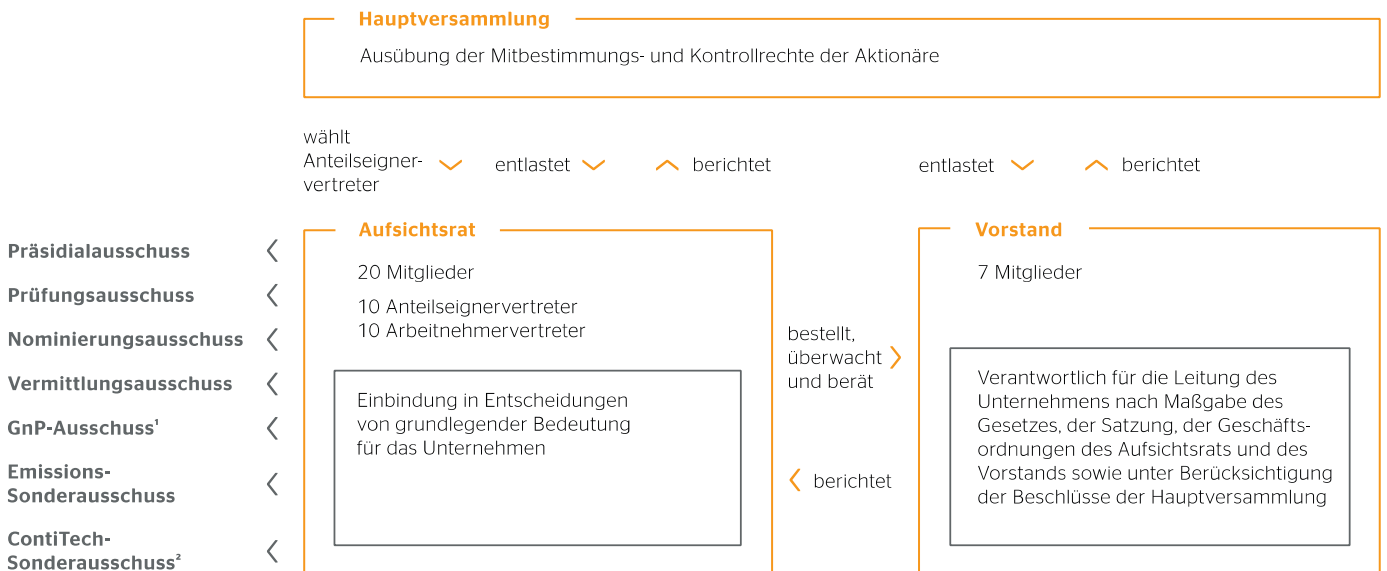 Hauptversammlung
Ausübung der Mitbestimmungs- und Kontrollrechte der Aktionäre
wählt
Anteilseigner-
vertreter
entlastet
berichtet
entlastet
berichtet
Präsidialausschuss
Prüfungsausschuss
Nominierungsausschuss
Vermittlungsausschuss
GnP-Ausschuss¹
Emissions-
Sonderausschuss
ContiTech-
Sonderausschuss²
Aufsichtsrat
20 Mitglieder
10 Anteilseignervertreter
10 Arbeitnehmervertreter
Einbindung in Entscheidungen
von grundlegender Bedeutung
für das Unternehmen
bestellt,
überwacht
und berät
berichtet
Vorstand
7 Mitglieder
Verantwortlich für die Leitung des
Unternehmens nach Maßgabe des
Gesetzes, der Satzung, der Geschäfts-
ordnungen des Aufsichtsrats und des
Vorstands sowie unter Berücksichtigung
der Beschlüsse der Hauptversammlung